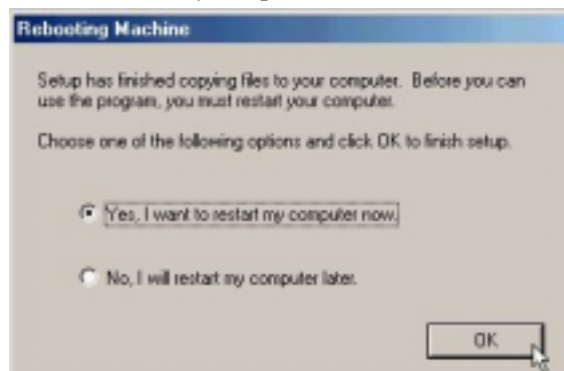 Rebooting Machine
Setup has finished copying files to your computer. Before you can
use the program, you must restart your computer.
Choose one of the following options and click OK to finish setup.
Yes, I want to restart my computer now.
No, I will restart my computer later.
OK